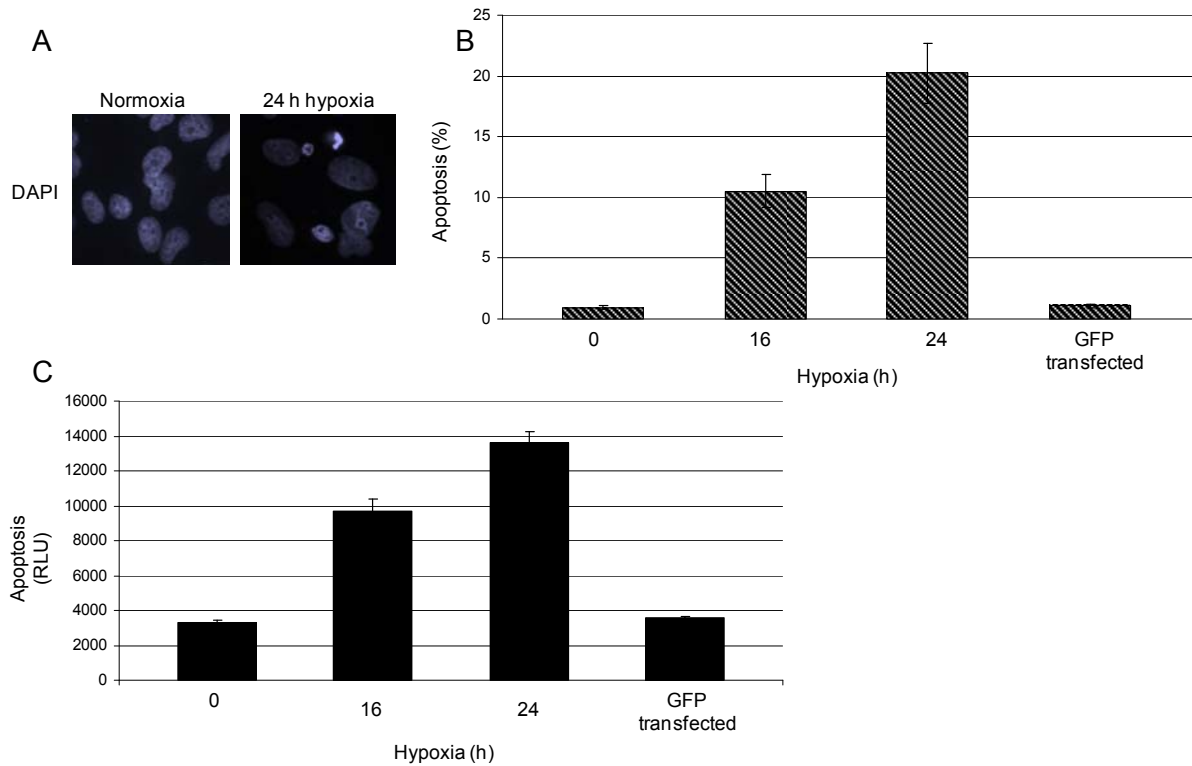 A
Normoxia
24 h hypoxia
DAPI
B
25
20
15
10
5
0
Apoptosis (%)
0
16
24
GFP
transfected
Hypoxia (h)
C
16000
14000
12000
10000
8000
6000
4000
2000
0
Apoptosis
(RLU)
0
16
24
GFP
transfected
Hypoxia (h)